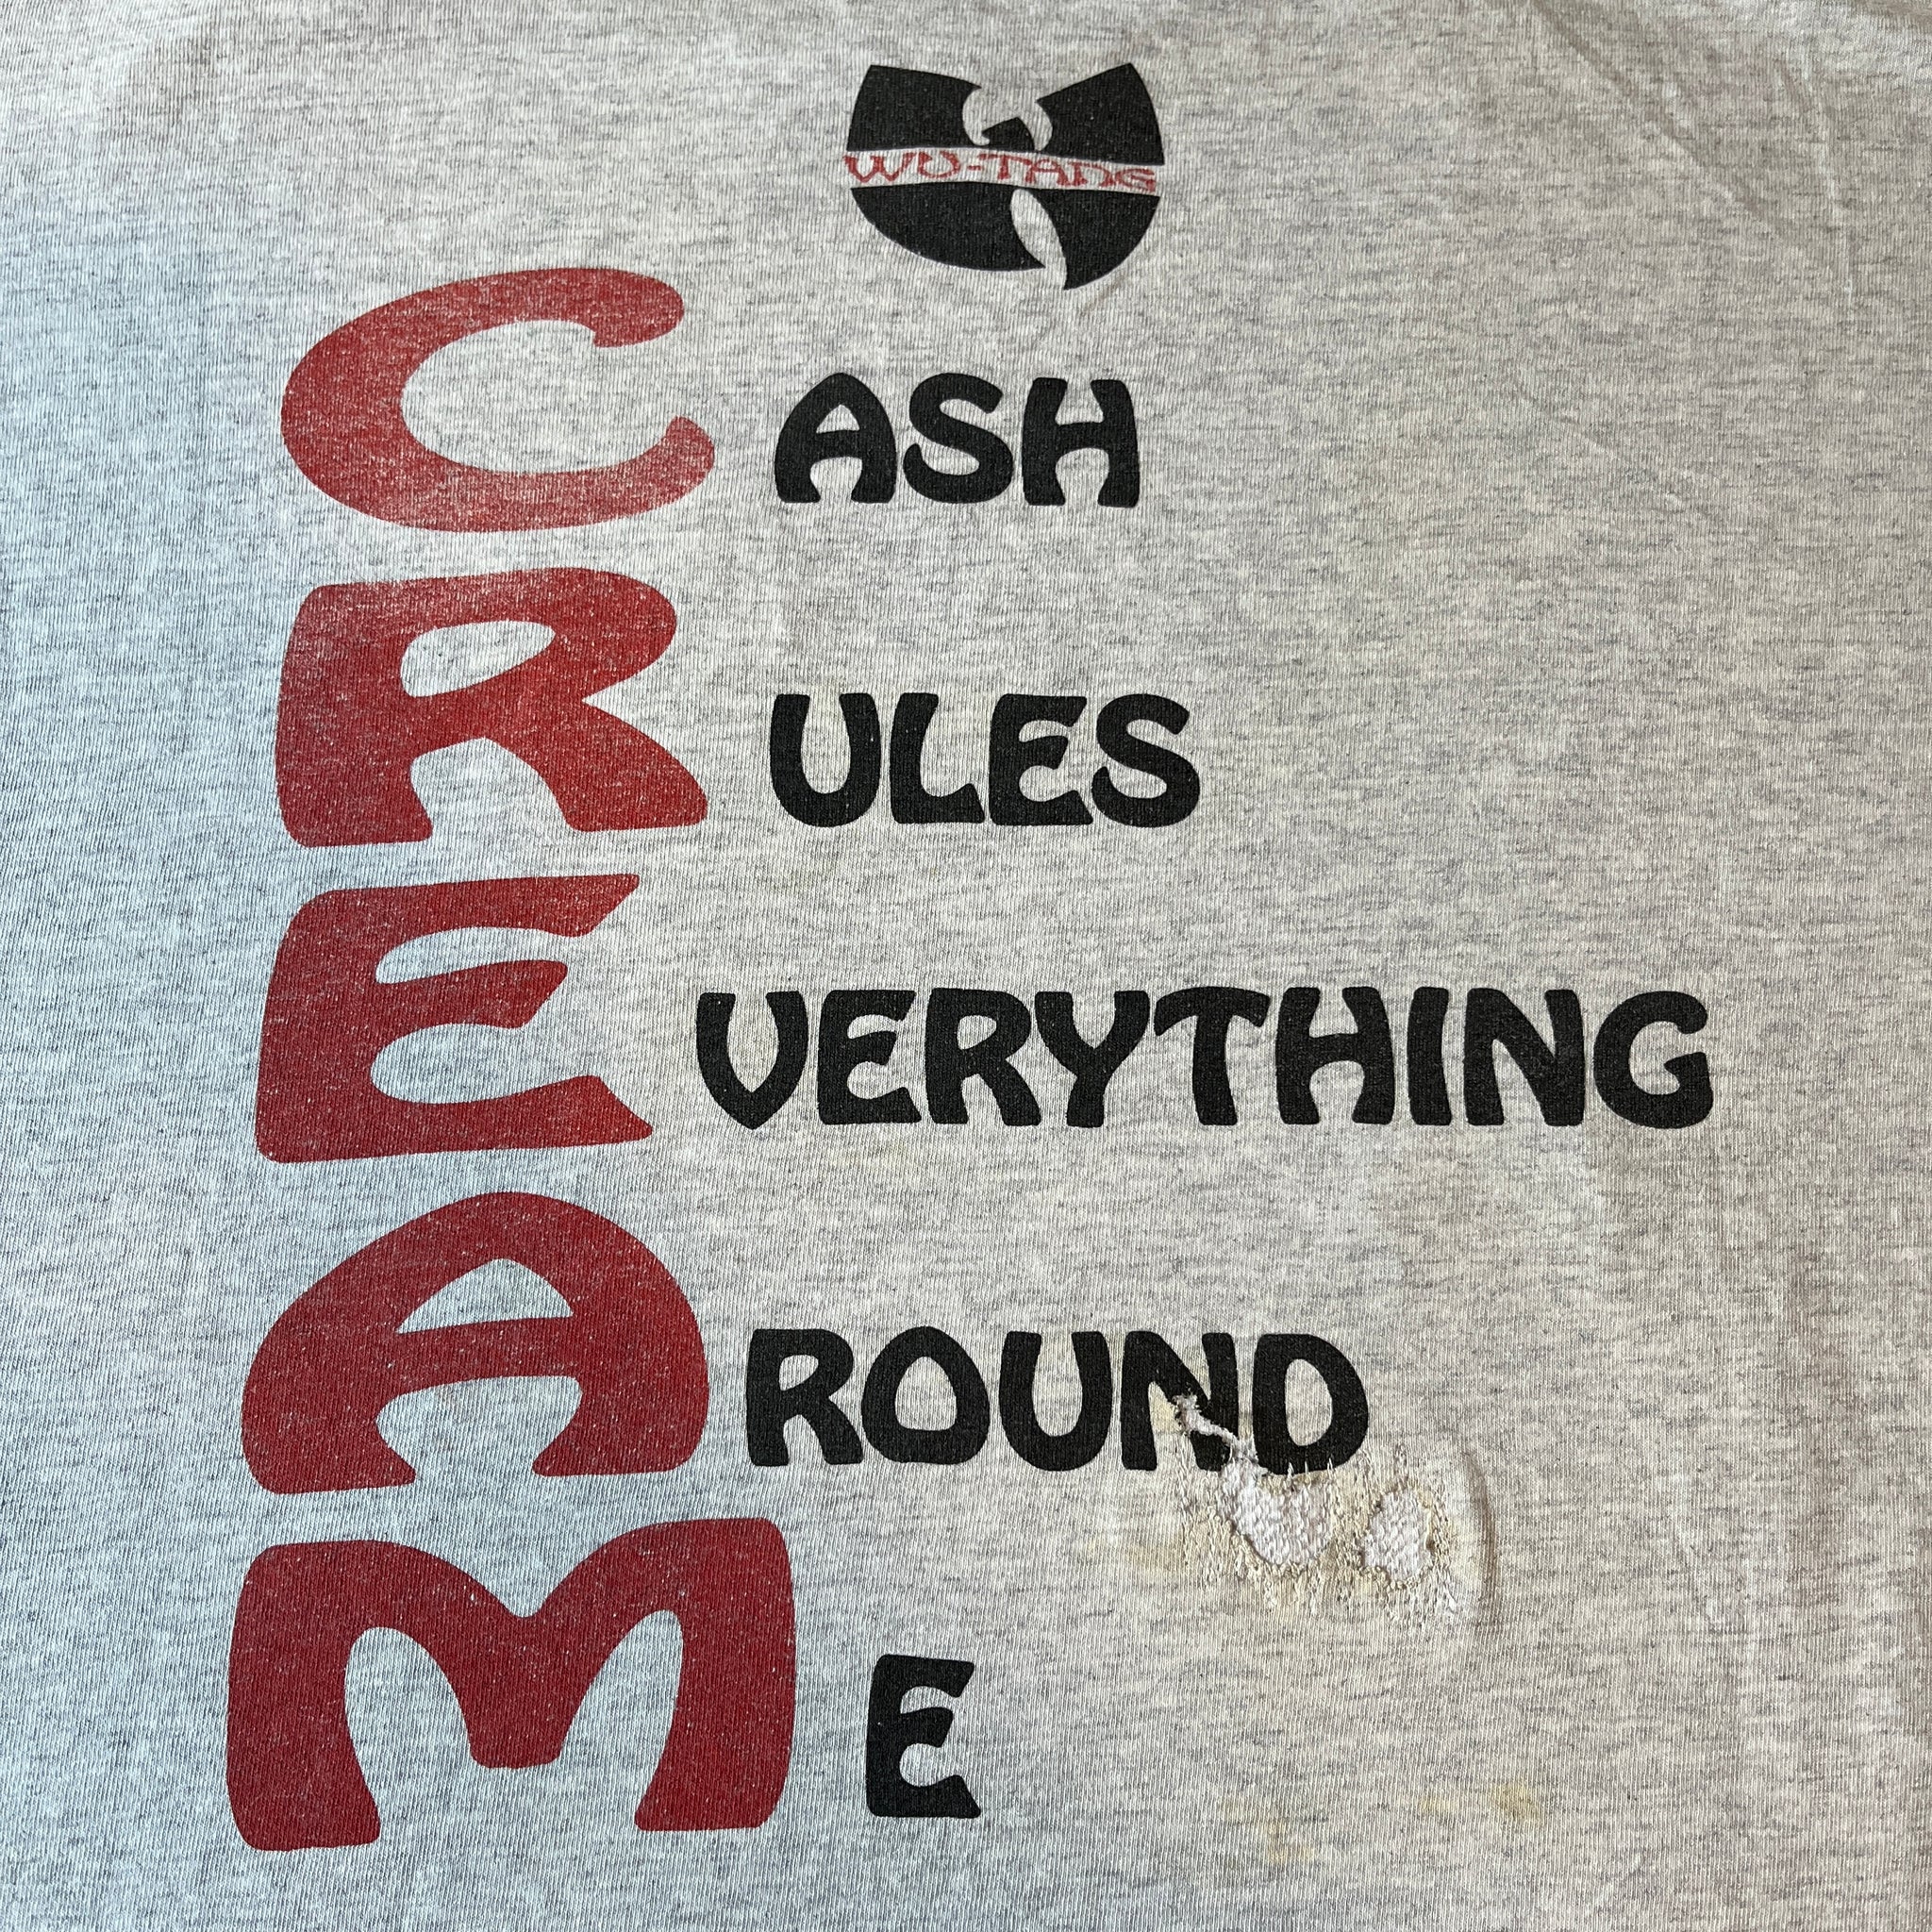 WU-TANG
CASH
RULES
EVERYTHING
AROUND
ME